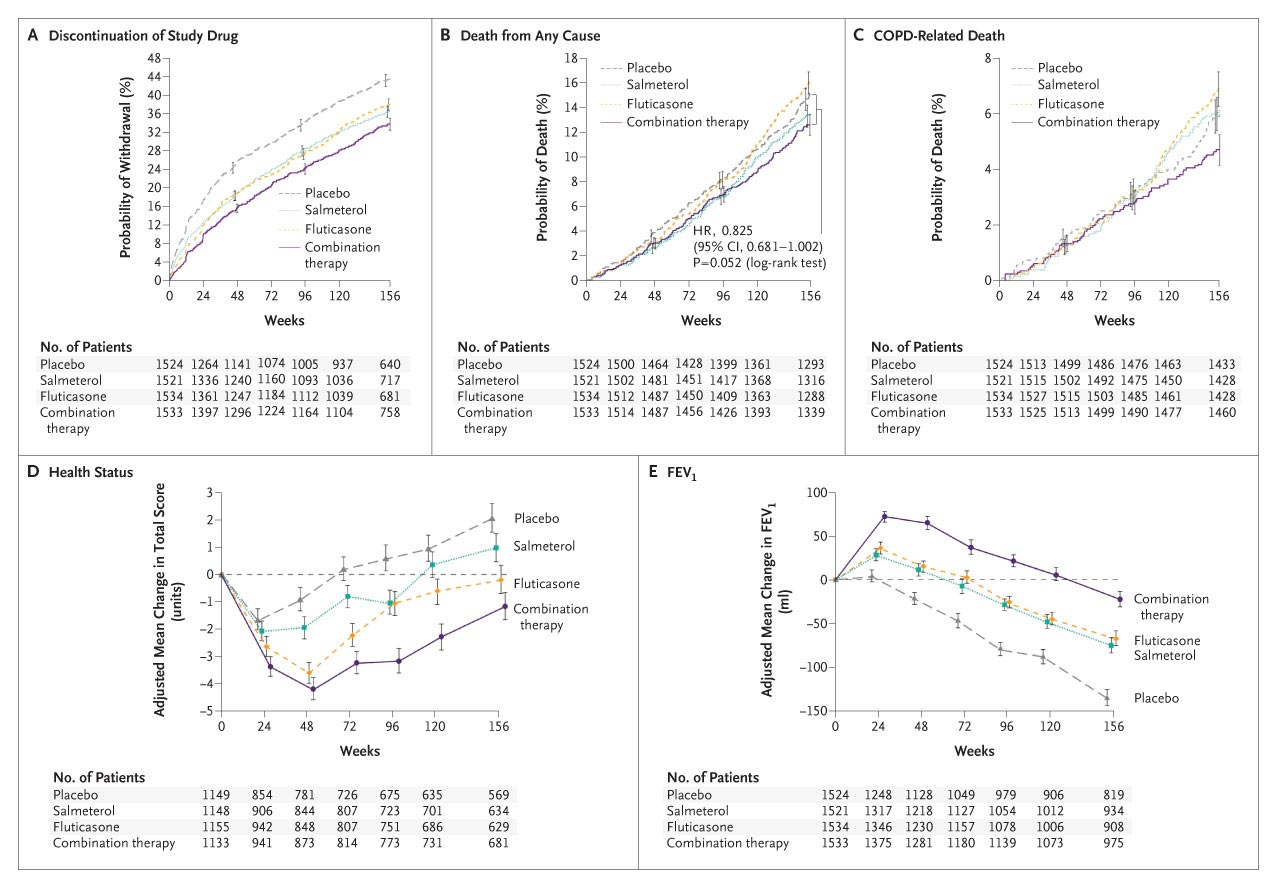 A Discontinuation of Study Drug
48
44
40
36
32
28
24
20
16
12
8
4
0
Probability of Withdrawal (%)
Placebo
Salmeterol
Fluticasone
Combination
therapy
0 24 48 72 96 120 156
Weeks
No. of Patients
Placebo 1524 1264 1141 1074 1005 937 640
Salmeterol 1521 1336 1240 1160 1093 1036 717
Fluticasone 1534 1361 1247 1184 1112 1039 681
Combination 1533 1397 1296 1224 1164 1104 758
therapy
B Death from Any Cause
18
16
14
12
10
8
6
4
2
0
Probability of Death (%)
Placebo
Salmeterol
Fluticasone
Combination therapy
HR, 0.825
(95% CI, 0.681–1.002)
P=0.052 (log-rank test)
0 24 48 72 96 120 156
Weeks
No. of Patients
Placebo 1524 1500 1464 1428 1399 1361 1293
Salmeterol 1521 1502 1481 1451 1417 1368 1316
Fluticasone 1534 1512 1487 1450 1409 1363 1288
Combination 1533 1514 1487 1456 1426 1393 1339
therapy
C COPD-Related Death
8
6
4
2
0
Probability of Death (%)
Placebo
Salmeterol
Fluticasone
Combination therapy
0 24 48 72 96 120 156
Weeks
No. of Patients
Placebo 1524 1513 1499 1486 1476 1463 1433
Salmeterol 1521 1515 1502 1492 1475 1450 1428
Fluticasone 1534 1527 1515 1503 1485 1461 1428
Combination 1533 1525 1513 1499 1490 1477 1460
therapy
D Health Status
3
2
1
0
–1
–2
–3
–4
–5
Adjusted Mean Change in Total Score
(units)
Placebo
Salmeterol
Fluticasone
Combination
therapy
0 24 48 72 96 120 156
Weeks
No. of Patients
Placebo 1149 854 781 726 675 635 569
Salmeterol 1148 906 844 807 723 701 634
Fluticasone 1155 942 848 807 751 686 629
Combination therapy 1133 941 873 814 773 731 681
E FEV1
100
50
0
–50
–100
–150
Adjusted Mean Change in FEV1
(ml)
Combination
therapy
Fluticasone
Salmeterol
Placebo
0 24 48 72 96 120 156
Weeks
No. of Patients
Placebo 1524 1248 1128 1049 979 906 819
Salmeterol 1521 1317 1218 1127 1054 1012 934
Fluticasone 1534 1346 1230 1157 1078 1006 908
Combination therapy 1533 1375 1281 1180 1139 1073 975